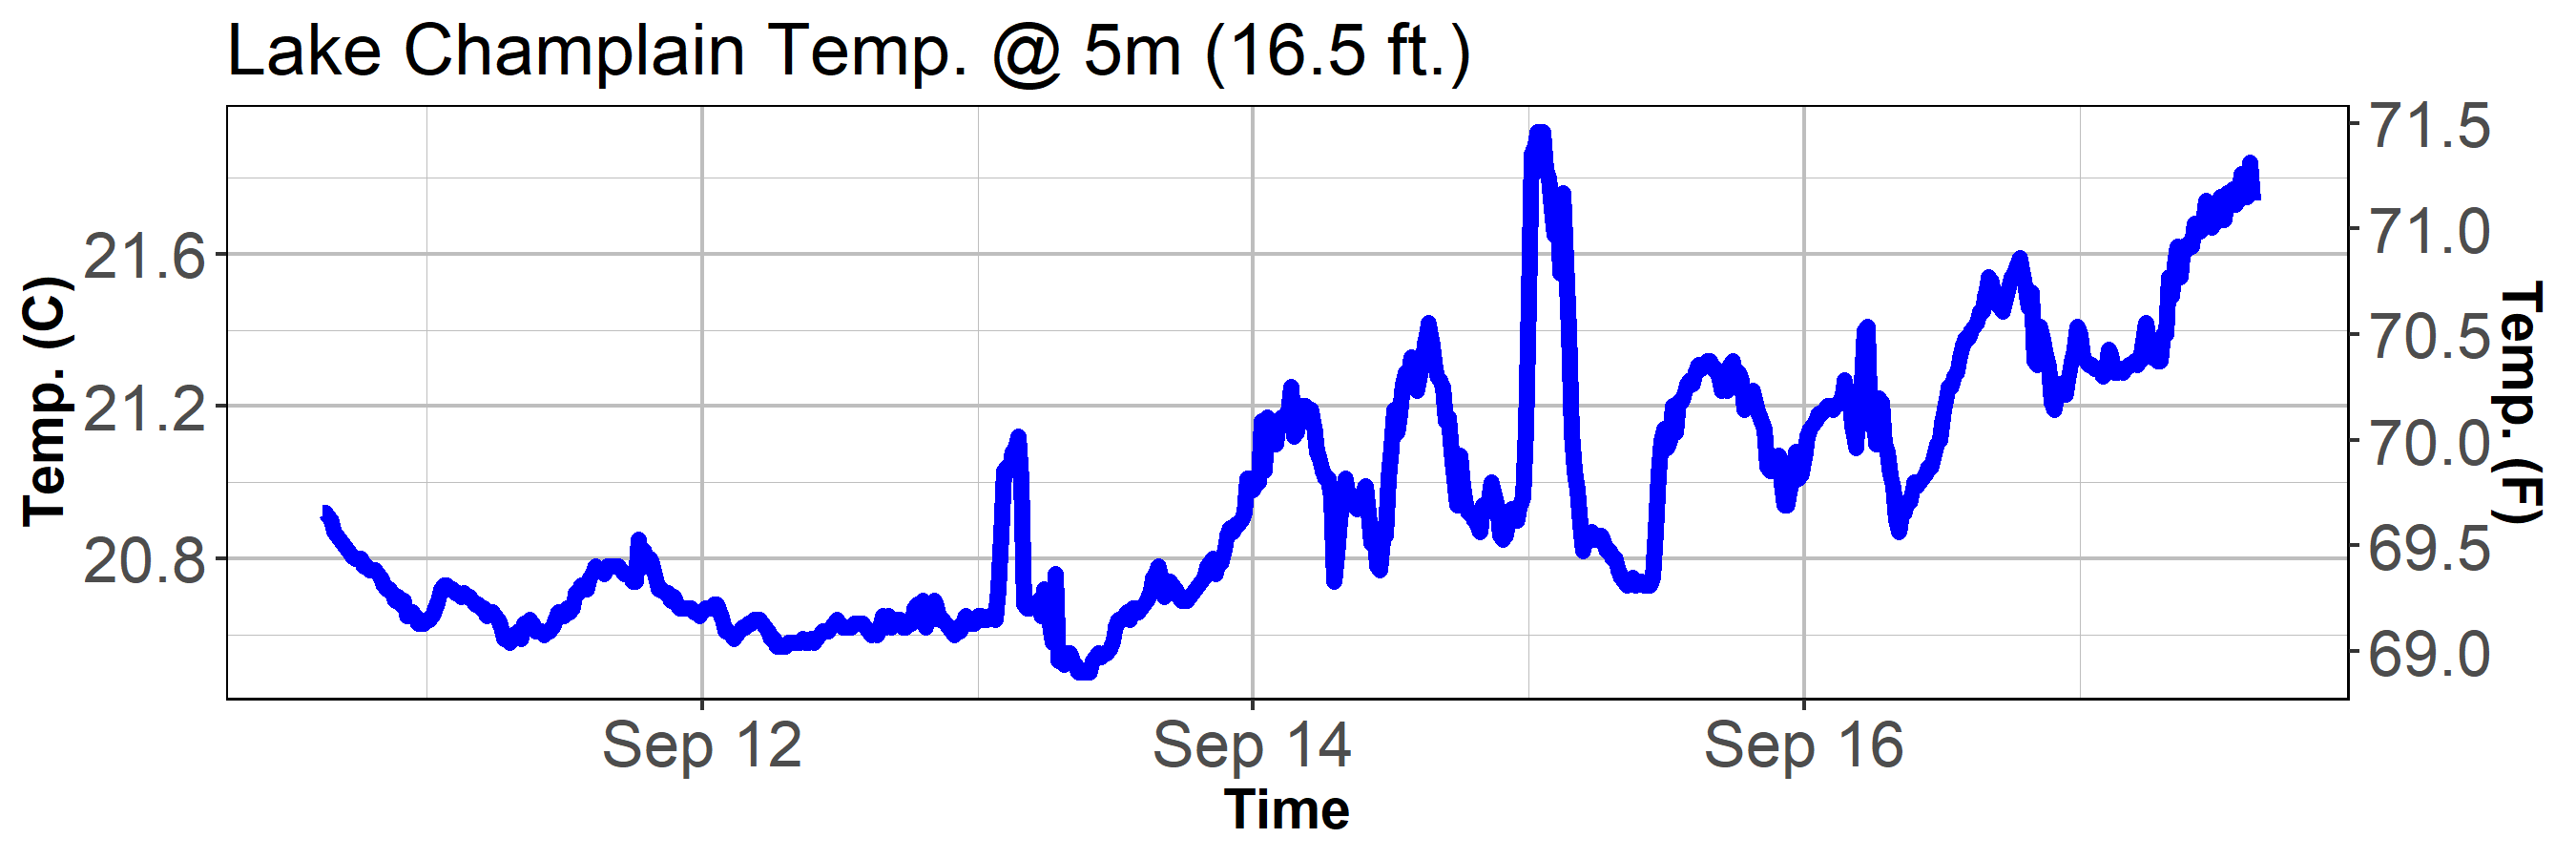 Lake Champlain Temp. @ 5m (16.5 ft.)
Temp. (C)
21.6
21.2
20.8
71.5
71.0
70.5
70.0
69.5
69.0
Temp. (F)
Sep 12
Sep 14
Sep 16
Time